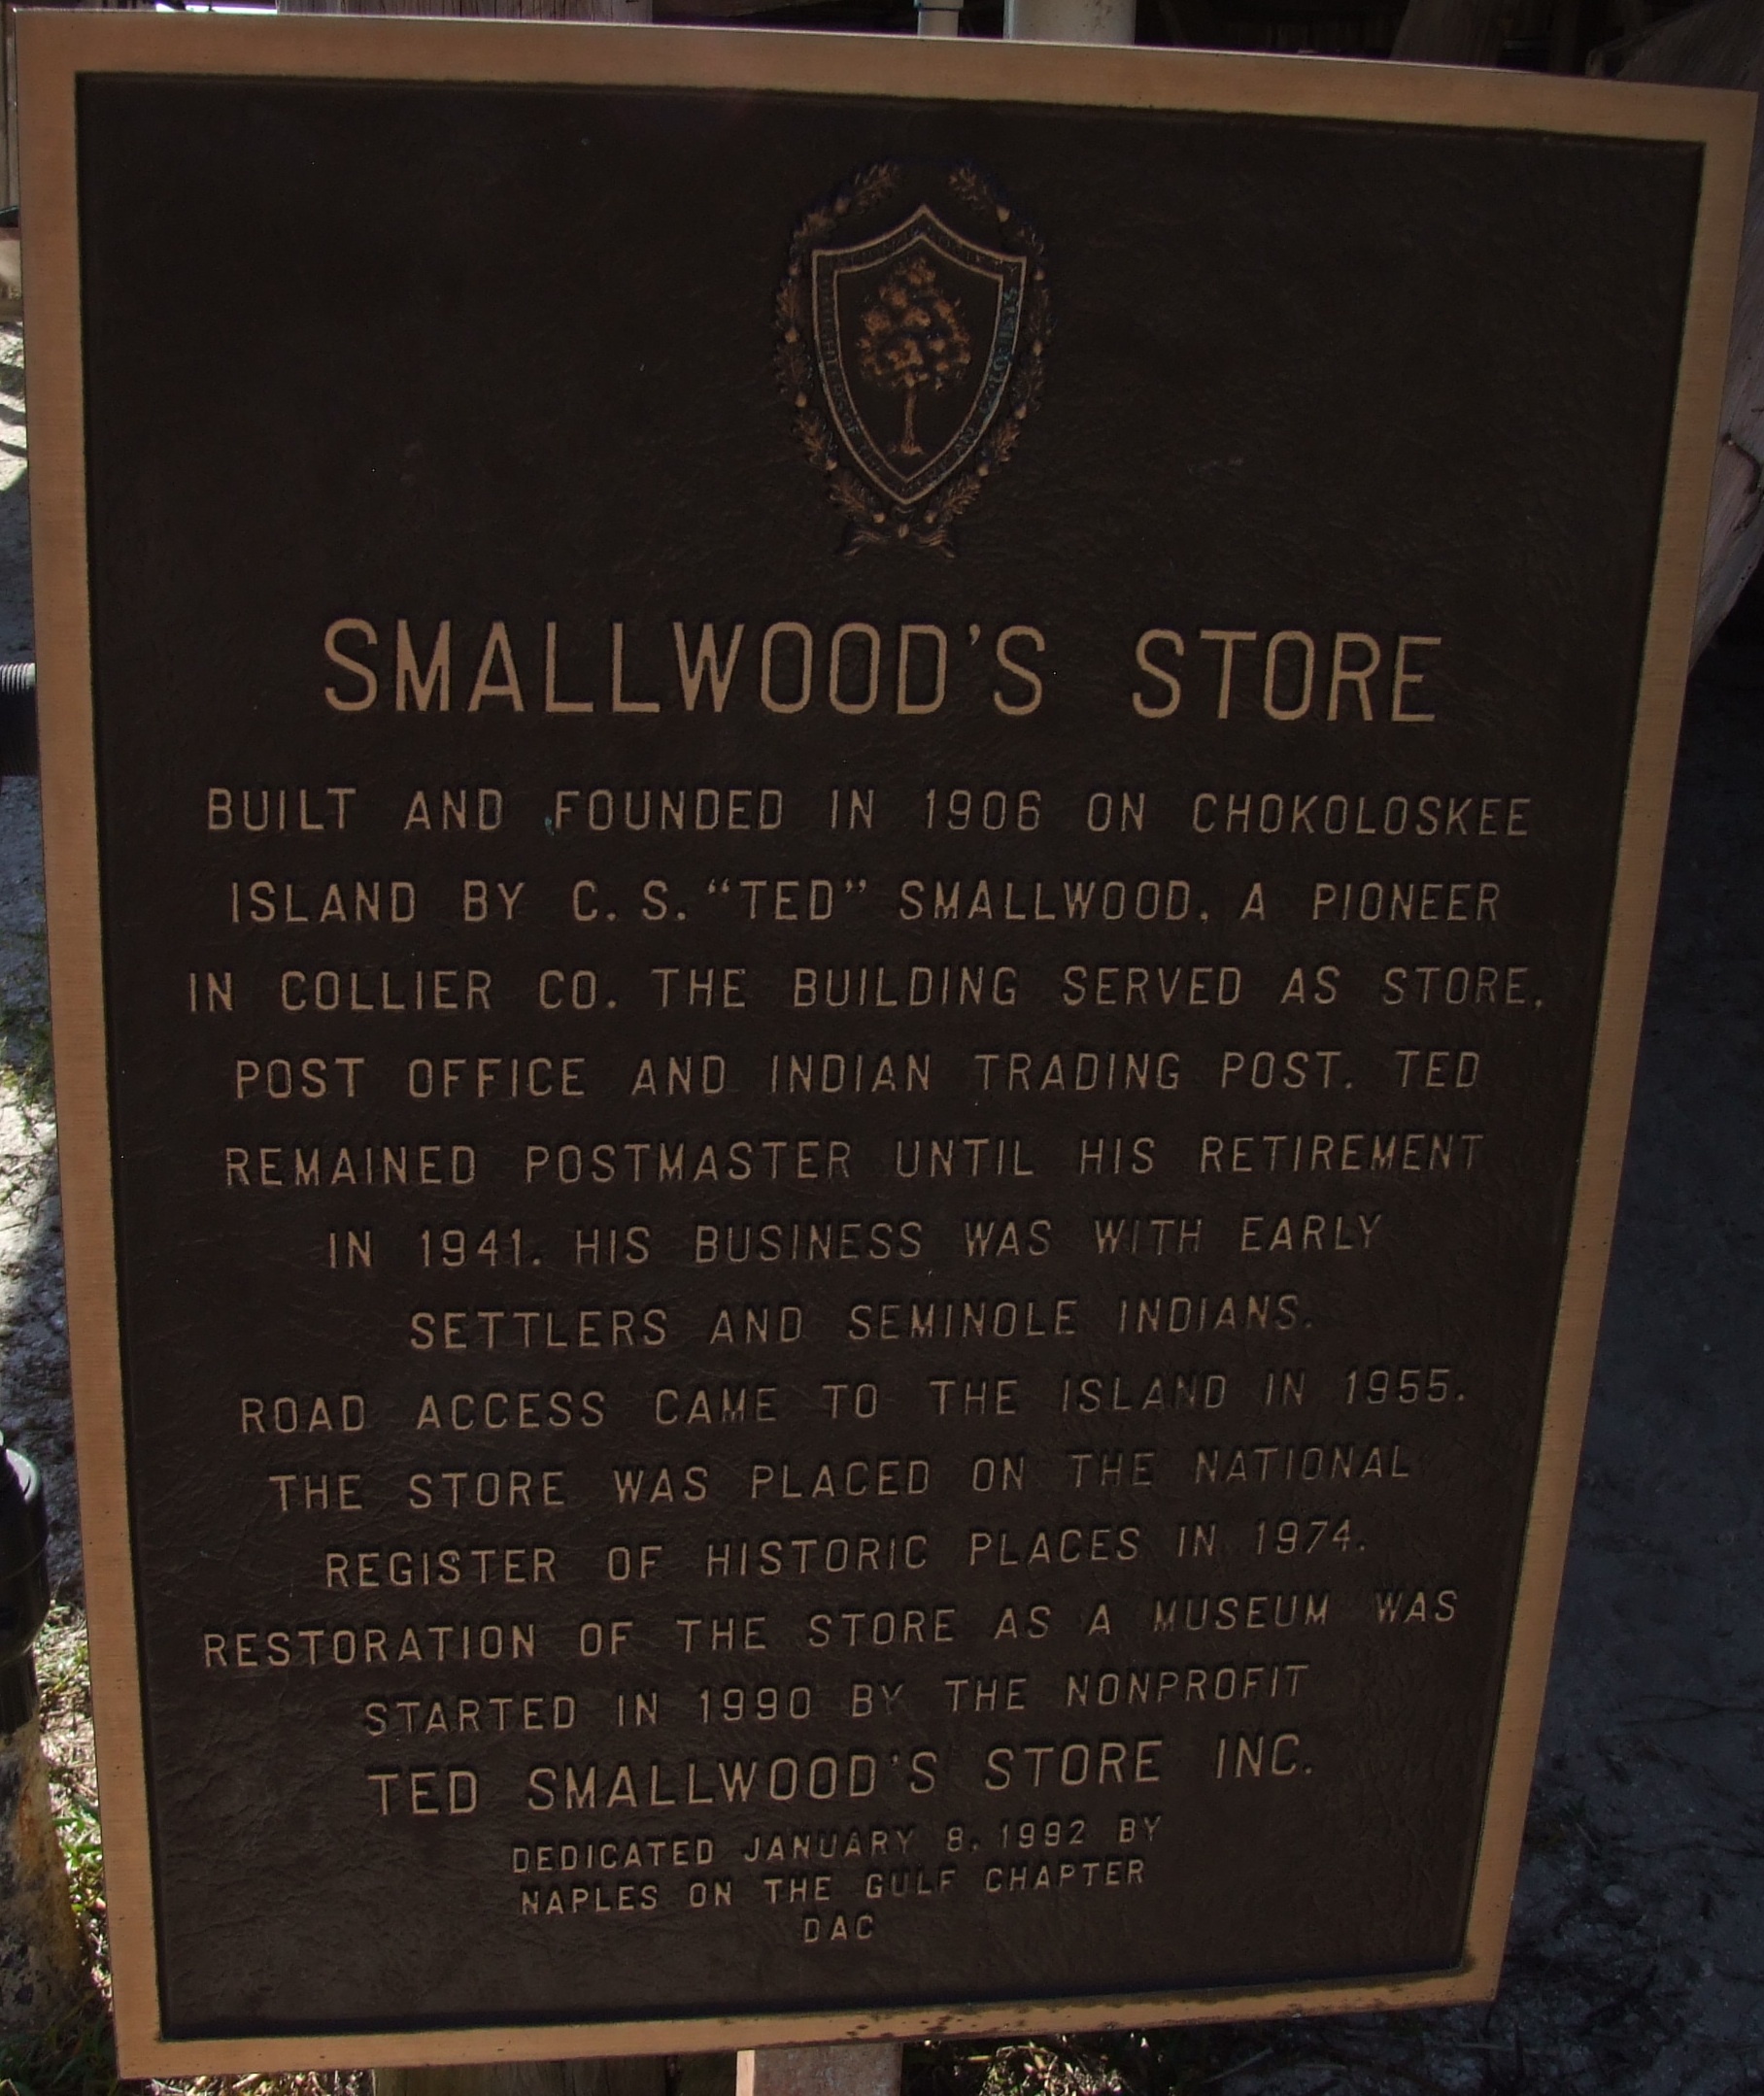 SMALLWOOD'S STORE
BUILT AND FOUNDED IN 1906 ON CHOKOLOSKEE
ISLAND BY C. S. “TED” SMALLWOOD. A PIONEER
IN COLLIER CO. THE BUILDING SERVED AS STORE,
POST OFFICE AND INDIAN TRADING POST. TED
REMAINED POSTMASTER UNTIL HIS RETIREMENT
IN 1941. HIS BUSINESS WAS WITH EARLY
SETTLERS AND SEMINOLE INDIANS.
ROAD ACCESS CAME TO THE ISLAND IN 1955.
THE STORE WAS PLACED ON THE NATIONAL
REGISTER OF HISTORIC PLACES IN 1974.
RESTORATION OF THE STORE AS A MUSEUM WAS
STARTED IN 1990 BY THE NONPROFIT
TED SMALLWOOD'S STORE INC.
DEDICATED JANUARY 8, 1992 BY
NAPLES ON THE GULF CHAPTER
DAC